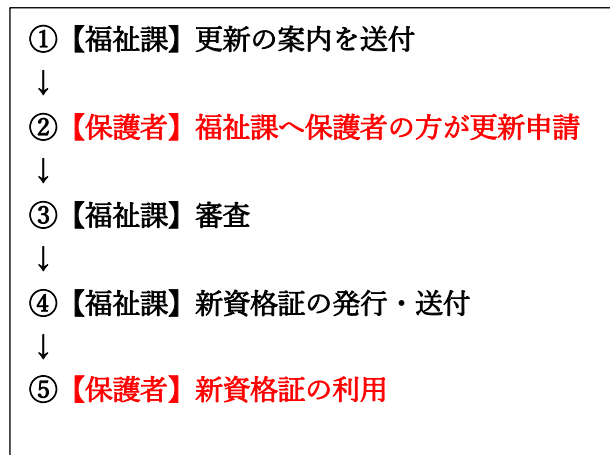 ①【福祉課】更新の案内を送付
↓
②【保護者】福祉課へ保護者の方が更新申請
↓
③【福祉課】審査
↓
④【福祉課】新資格証の発行・送付
↓
⑤【保護者】新資格証の利用